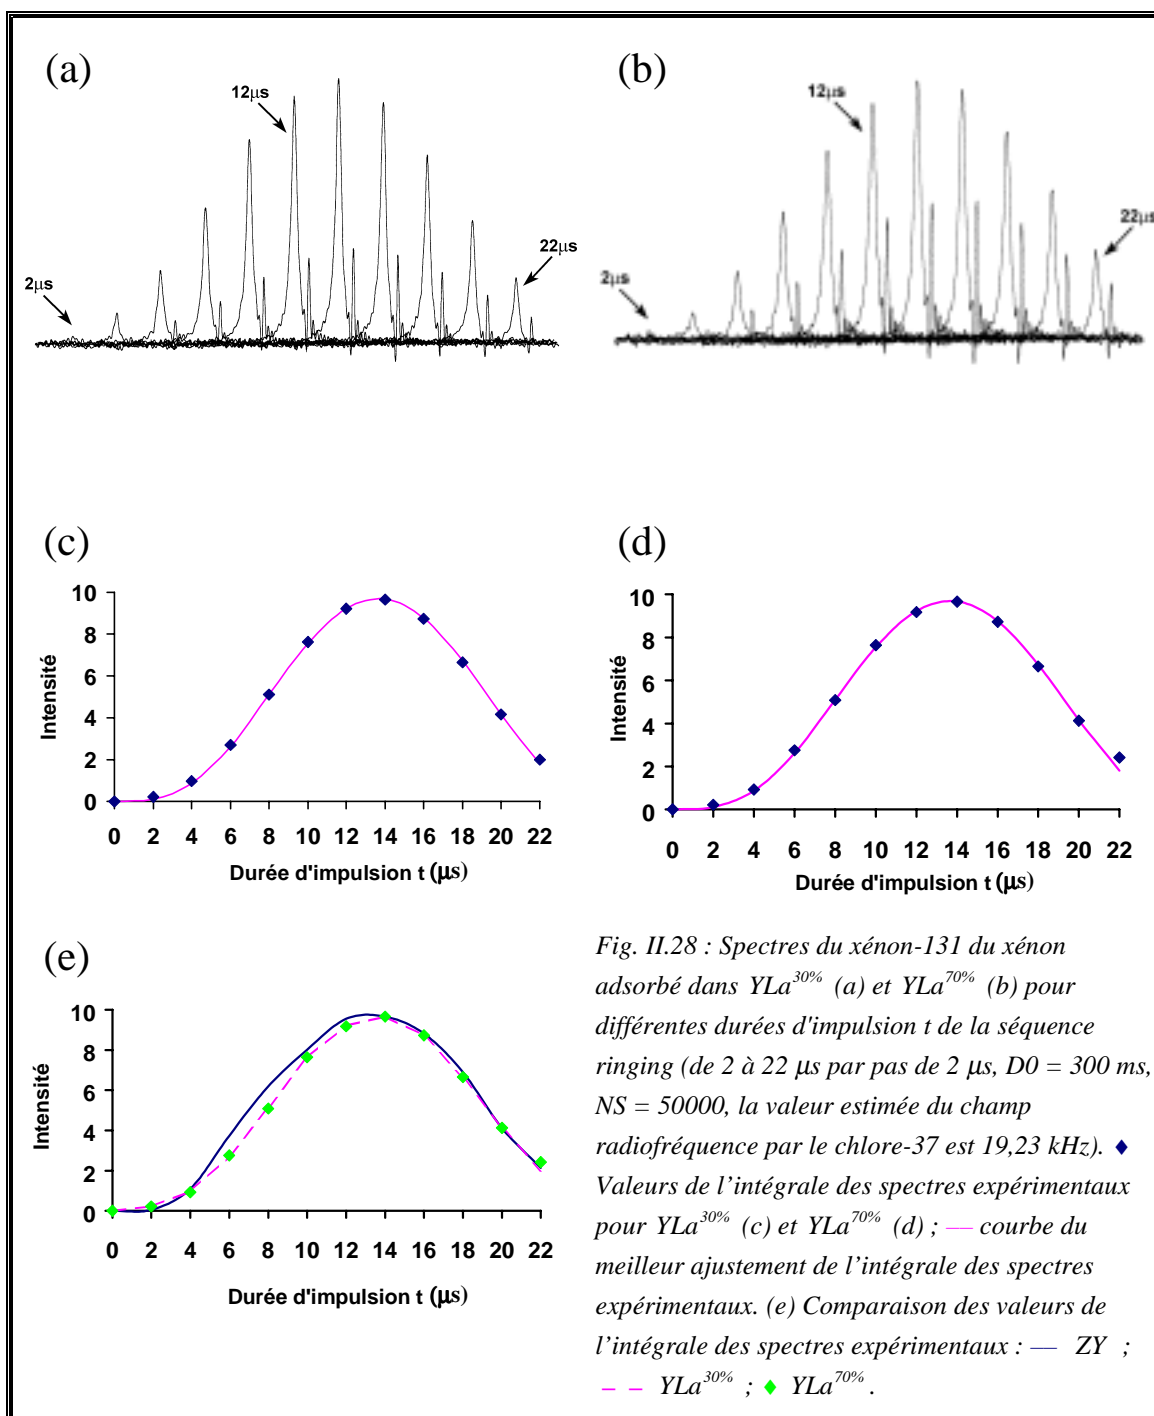 (a)
12µs
2µs
22µs
(b)
12µs
2µs
22µs
(c)
Intensité
10
8
6
4
2
0
0 2 4 6 8 10 12 14 16 18 20 22
Durée d'impulsion t (µs)
(d)
Intensité
10
8
6
4
2
0
0 2 4 6 8 10 12 14 16 18 20 22
Durée d'impulsion t (µs)
(e)
Intensité
10
8
6
4
2
0
0 2 4 6 8 10 12 14 16 18 20 22
Durée d'impulsion t (µs)
Fig. II.28 : Spectres du xénon-131 du xénon
adsorbé dans YLa30% (a) et YLa70% (b) pour
différentes durées d'impulsion t de la séquence
ringing (de 2 à 22 µs par pas de 2 µs, D0 = 300 ms,
NS = 50000, la valeur estimée du champ
radiofréquence par le chlore-37 est 19,23 kHz). ♦
Valeurs de l’intégrale des spectres expérimentaux
pour YLa30% (c) et YLa70% (d) ; — courbe du
meilleur ajustement de l’intégrale des spectres
expérimentaux. (e) Comparaison des valeurs de
l’intégrale des spectres expérimentaux : — ZY ;
– – YLa30% ; ♦ YLa70%.